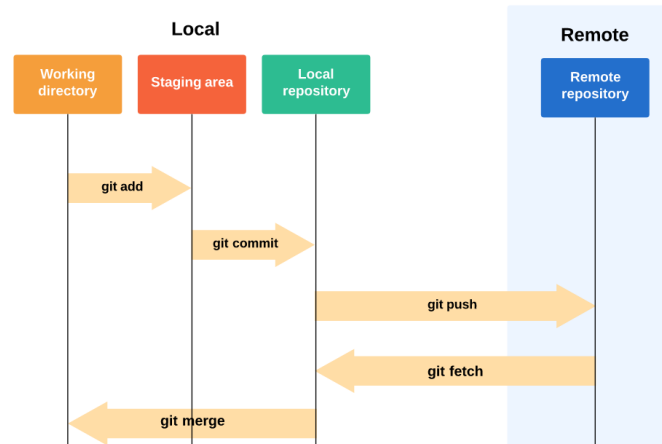 Local
Remote
Working
directory
Staging area
Local
repository
Remote
repository
git add
git commit
git push
git fetch
git merge